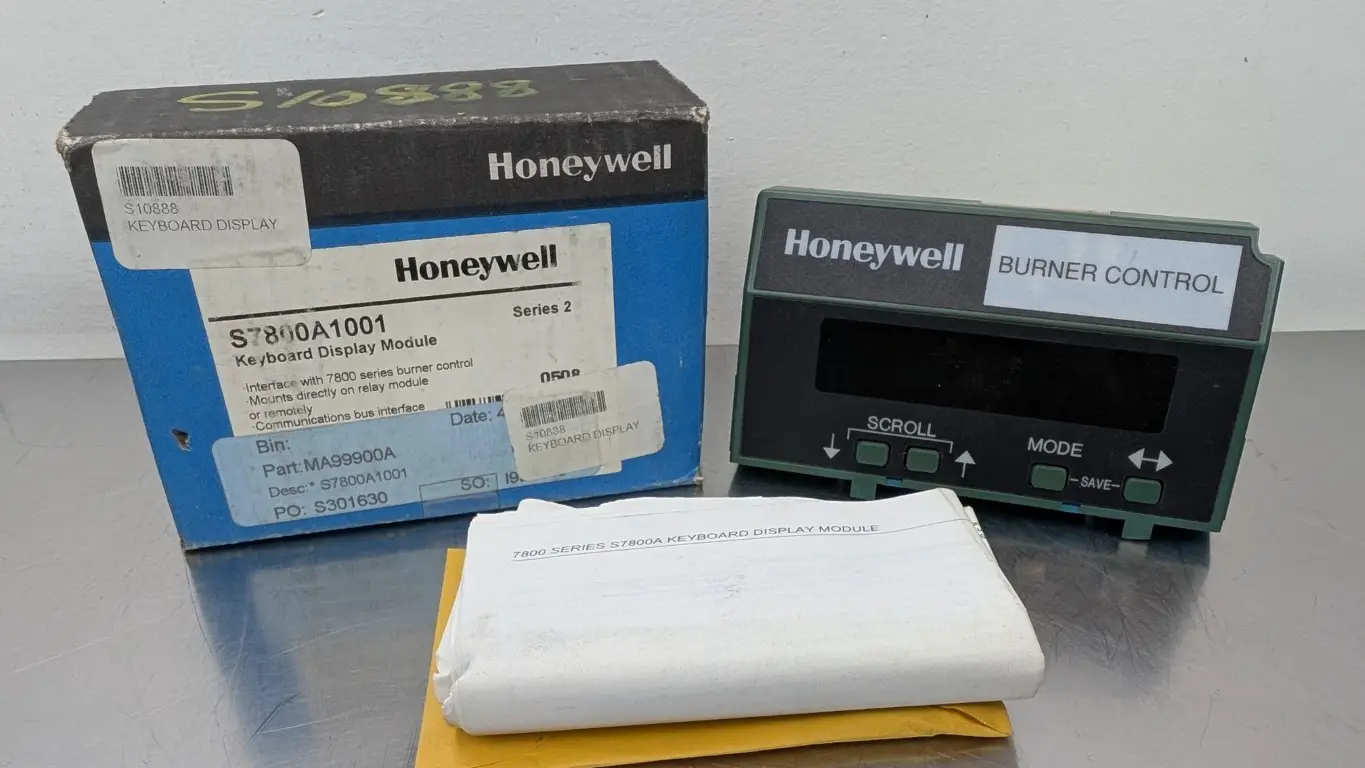 S10888
Honeywell
S10888
KEYBOARD DISPLAY
Honeywell
Series 2
S7800A1001
Keyboard Display Module
·Interface with 7800 series burner control
·Mounts directly on relay module
or remotely
·Communications bus interface
0508
S10888
KEYBOARD DISPLAY
Bin:
Date: 4
Part:MA99900A
Desc:* S7800A1001
PO: S301630
SO:
Honeywell
BURNER CONTROL
SCROLL
MODE
-SAVE-
7800 SERIES S7800A KEYBOARD DISPLAY MODULE